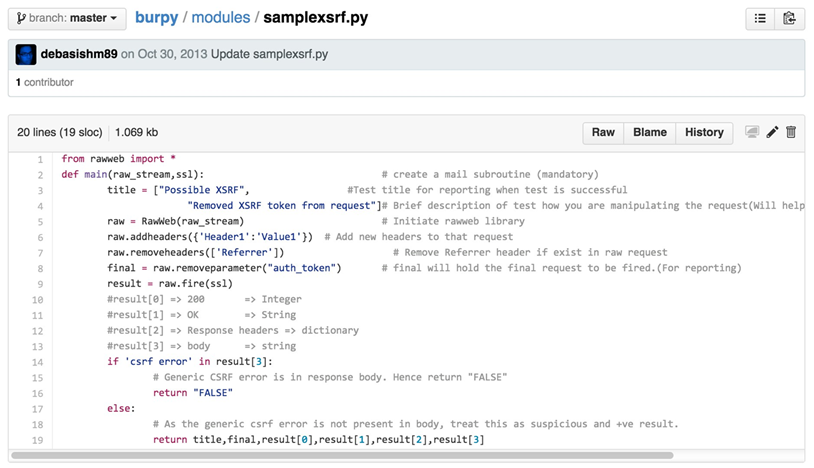 branch: master burpy / modules / samplexsrf.py
debasishm89 on Oct 30, 2013 Update samplexsrf.py
1 contributor
20 lines (19 sloc) 1.069 kb Raw Blame History
1 from rawweb import *
2 def main(raw_stream,ssl): # create a mail subroutine (mandatory)
3 title = ["Possible XSRF", #Test title for reporting when test is successful
4 "Removed XSRF token from request"]# Brief description of test how you are manipulating the request(Will help
5 raw = RawWeb(raw_stream) # Initiate rawweb library
6 raw.addheaders({'Header1':'Value1'}) # Add new headers to that request
7 raw.removeheaders(['Referrer']) # Remove Referrer header if exist in raw request
8 final = raw.removeparameter("auth_token") # final will hold the final request to be fired.(For reporting)
9 result = raw.fire(ssl)
10 #result[0] => 200 => Integer
11 #result[1] => OK => String
12 #result[2] => Response headers => dictionary
13 #result[3] => body => string
14 if 'csrf error' in result[3]:
15 # Generic CSRF error is in response body. Hence return "FALSE"
16 return "FALSE"
17 else:
18 # As the generic csrf error is not present in body, treat this as suspicious and +ve result.
19 return title,final,result[0],result[1],result[2],result[3]